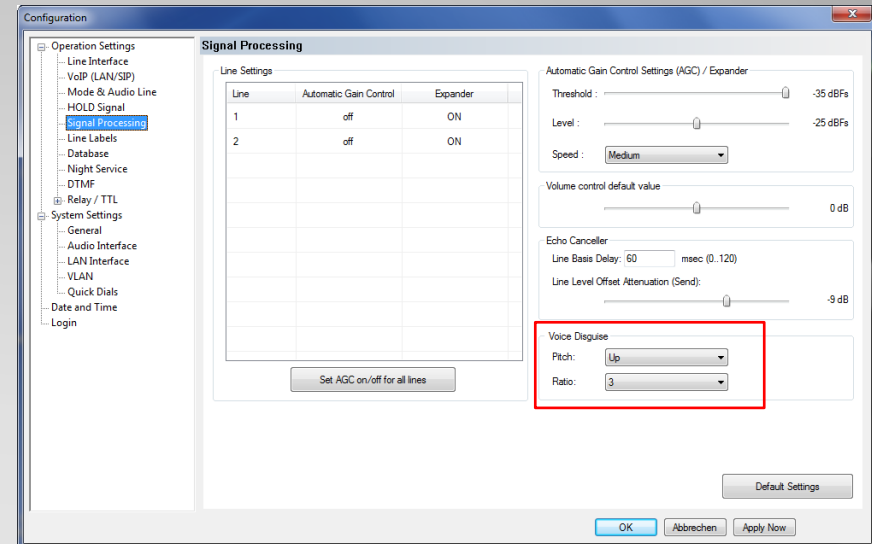 Configuration
Operation Settings
Line Interface
VoIP (LAN/SIP)
Mode & Audio Line
HOLD Signal
Signal Processing
Line Labels
Database
Night Service
DTMF
Relay / TTL
System Settings
General
Audio Interface
LAN Interface
VLAN
Quick Dials
Date and Time
Login
Signal Processing
Line Settings
Line Automatic Gain Control Expander
1 off ON
2 off ON
Set AGC on/off for all lines
Automatic Gain Control Settings (AGC) / Expander
Threshold : -35 dBFs
Level : -25 dBFs
Speed : Medium
Volume control default value
0 dB
Echo Canceller
Line Basis Delay: 60 msec (0..120)
Line Level Offset Attenuation (Send):
-9 dB
Voice Disguise
Pitch: Up
Ratio: 3
Default Settings
OK Abbrechen Apply Now